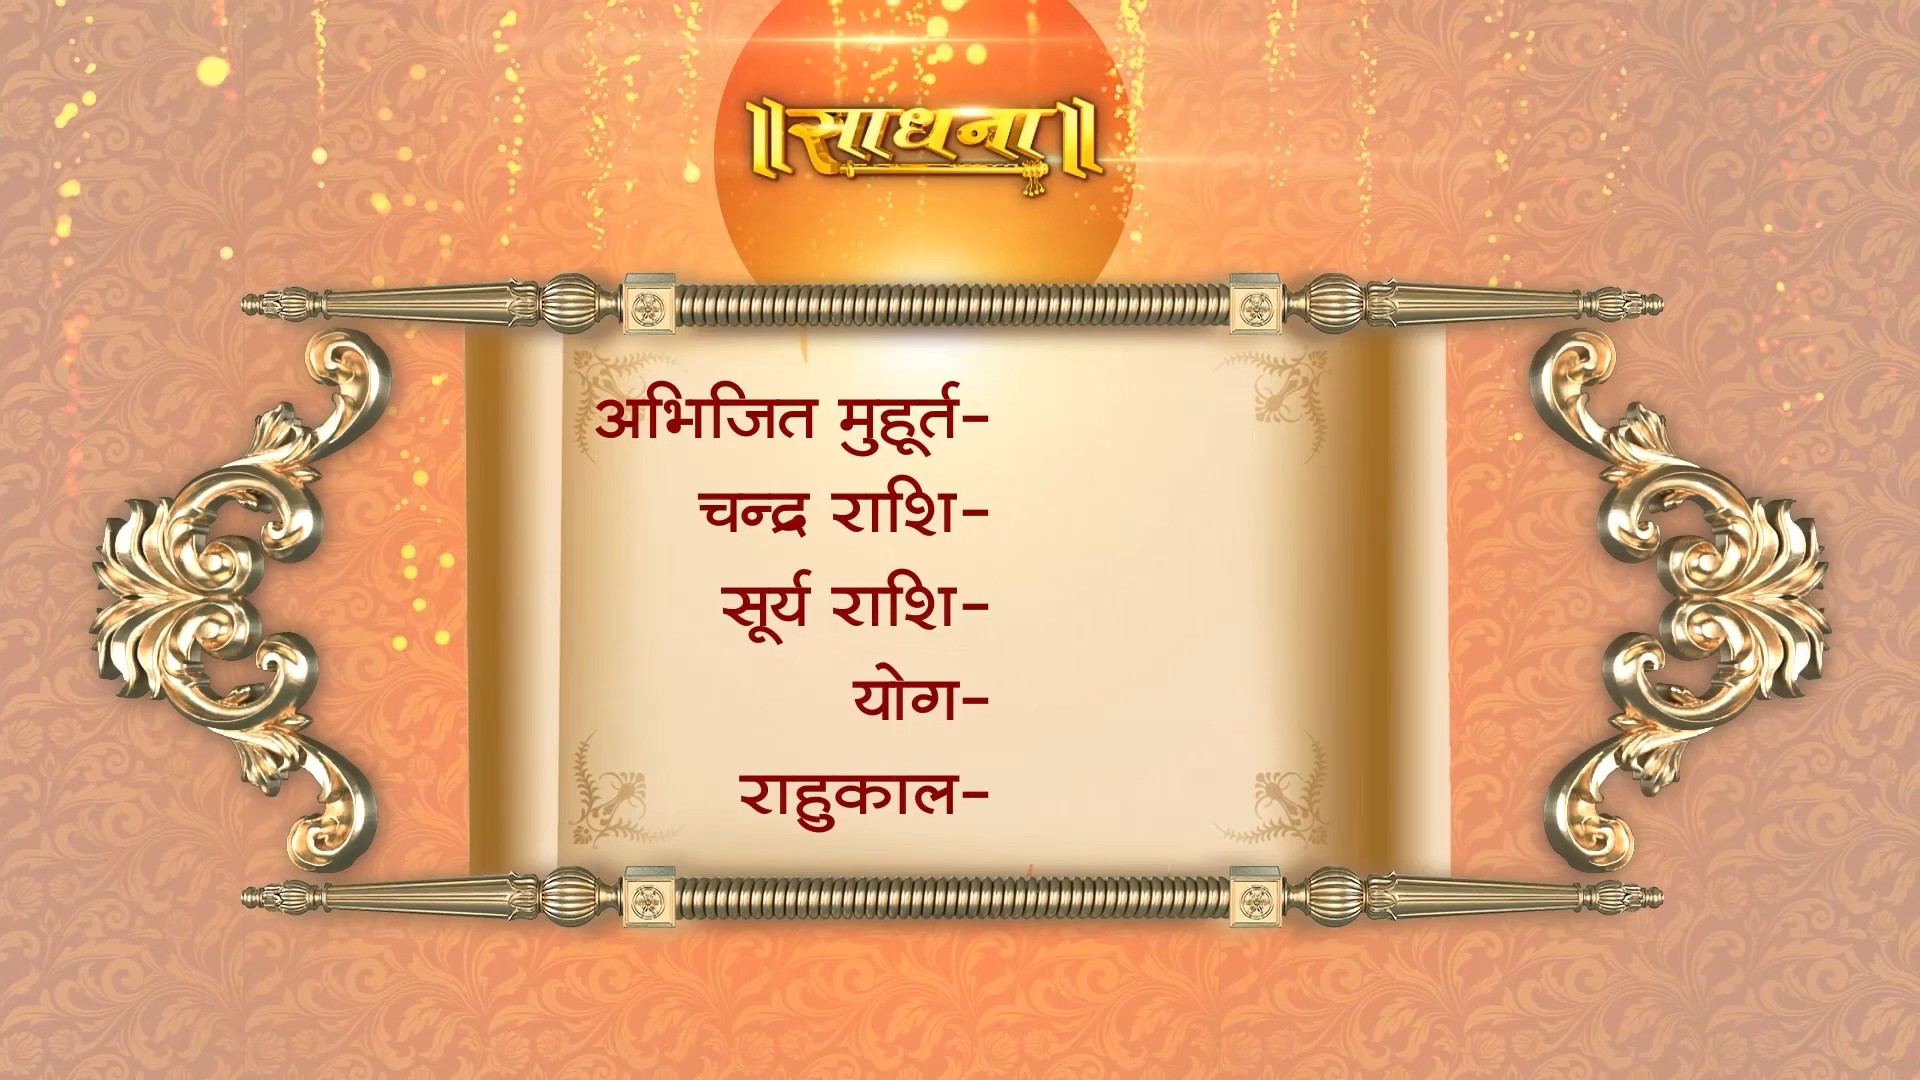 ॥साधना॥
अभिजित मुहूर्त-
चन्द्र राशि-
सूर्य राशि-
योग-
राहुकाल-